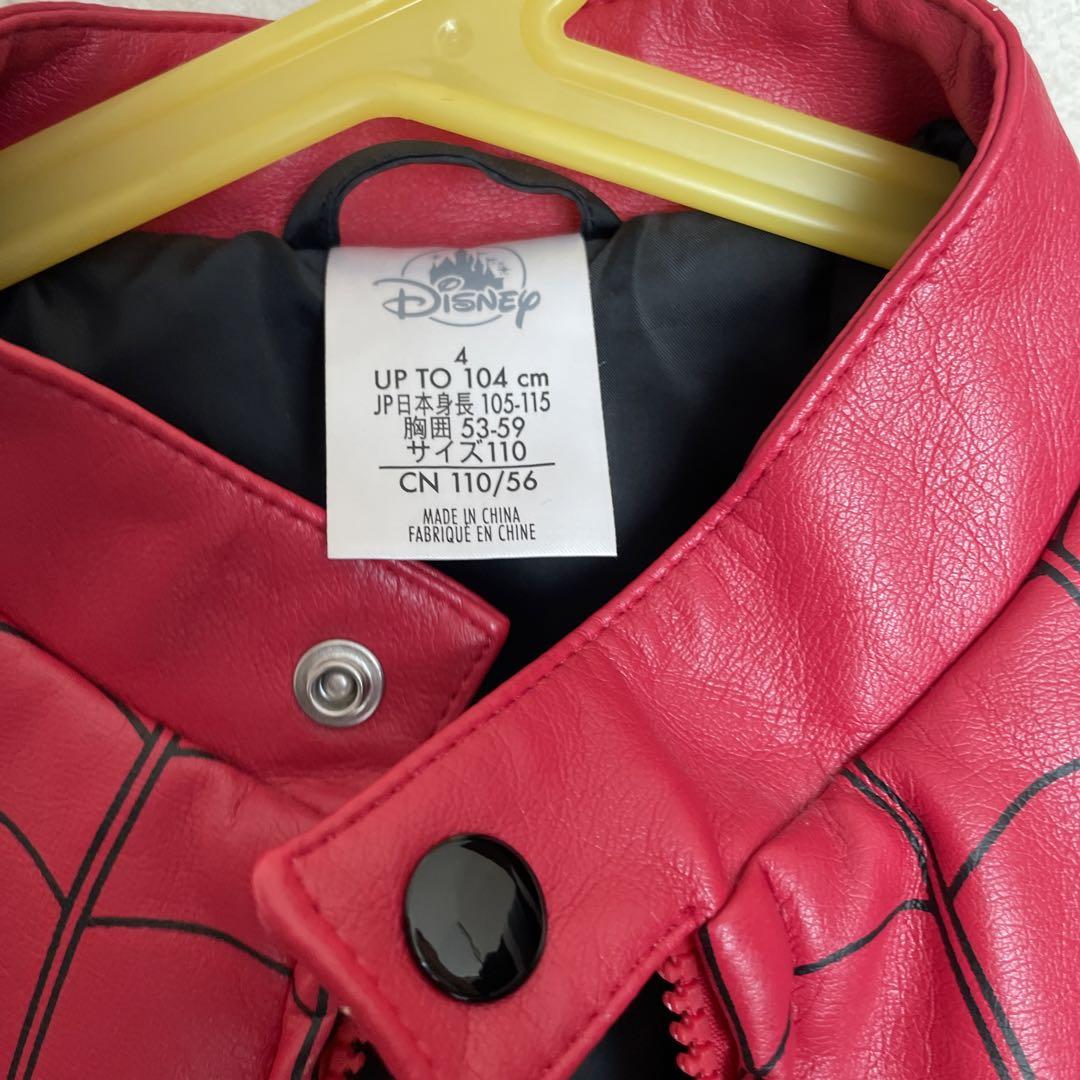 Disney
4
UP TO 104 cm
JP日本身長 105-115
胸囲 53-59
サイズ110
CN 110/56
MADE IN CHINA
FABRIQUÉ EN CHINE